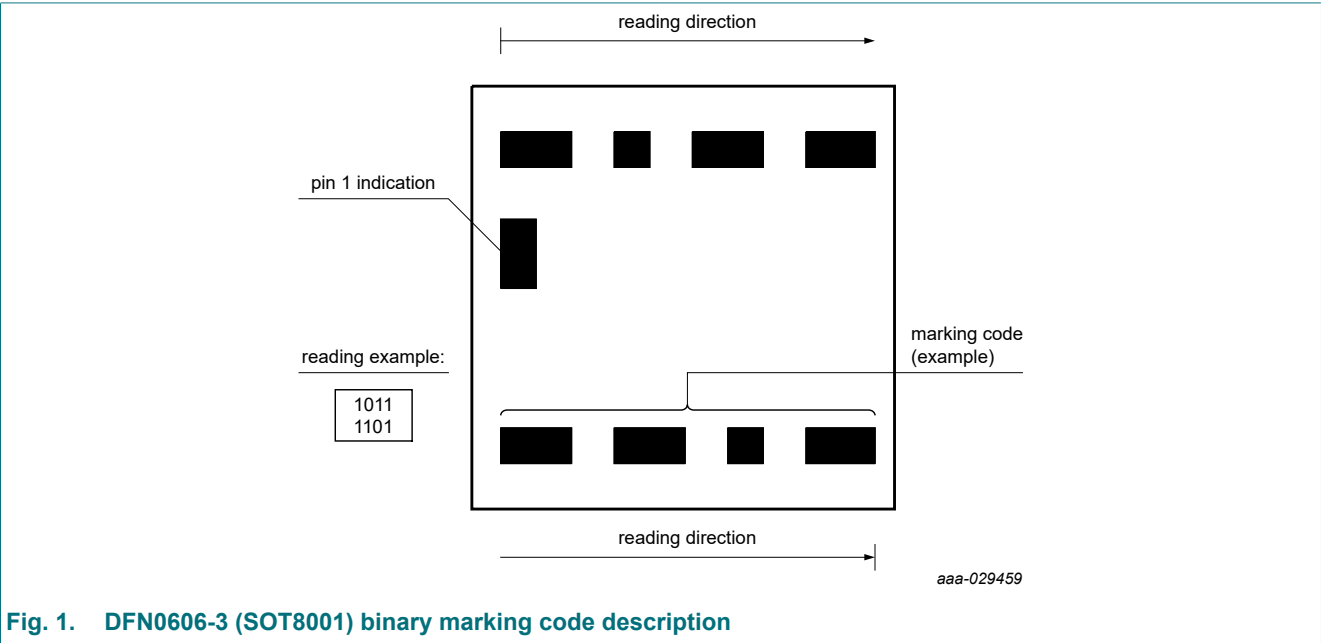 reading direction
pin 1 indication
marking code
(example)
reading example:
1011
1101
reading direction
aaa-029459
Fig. 1. DFN0606-3 (SOT8001) binary marking code description